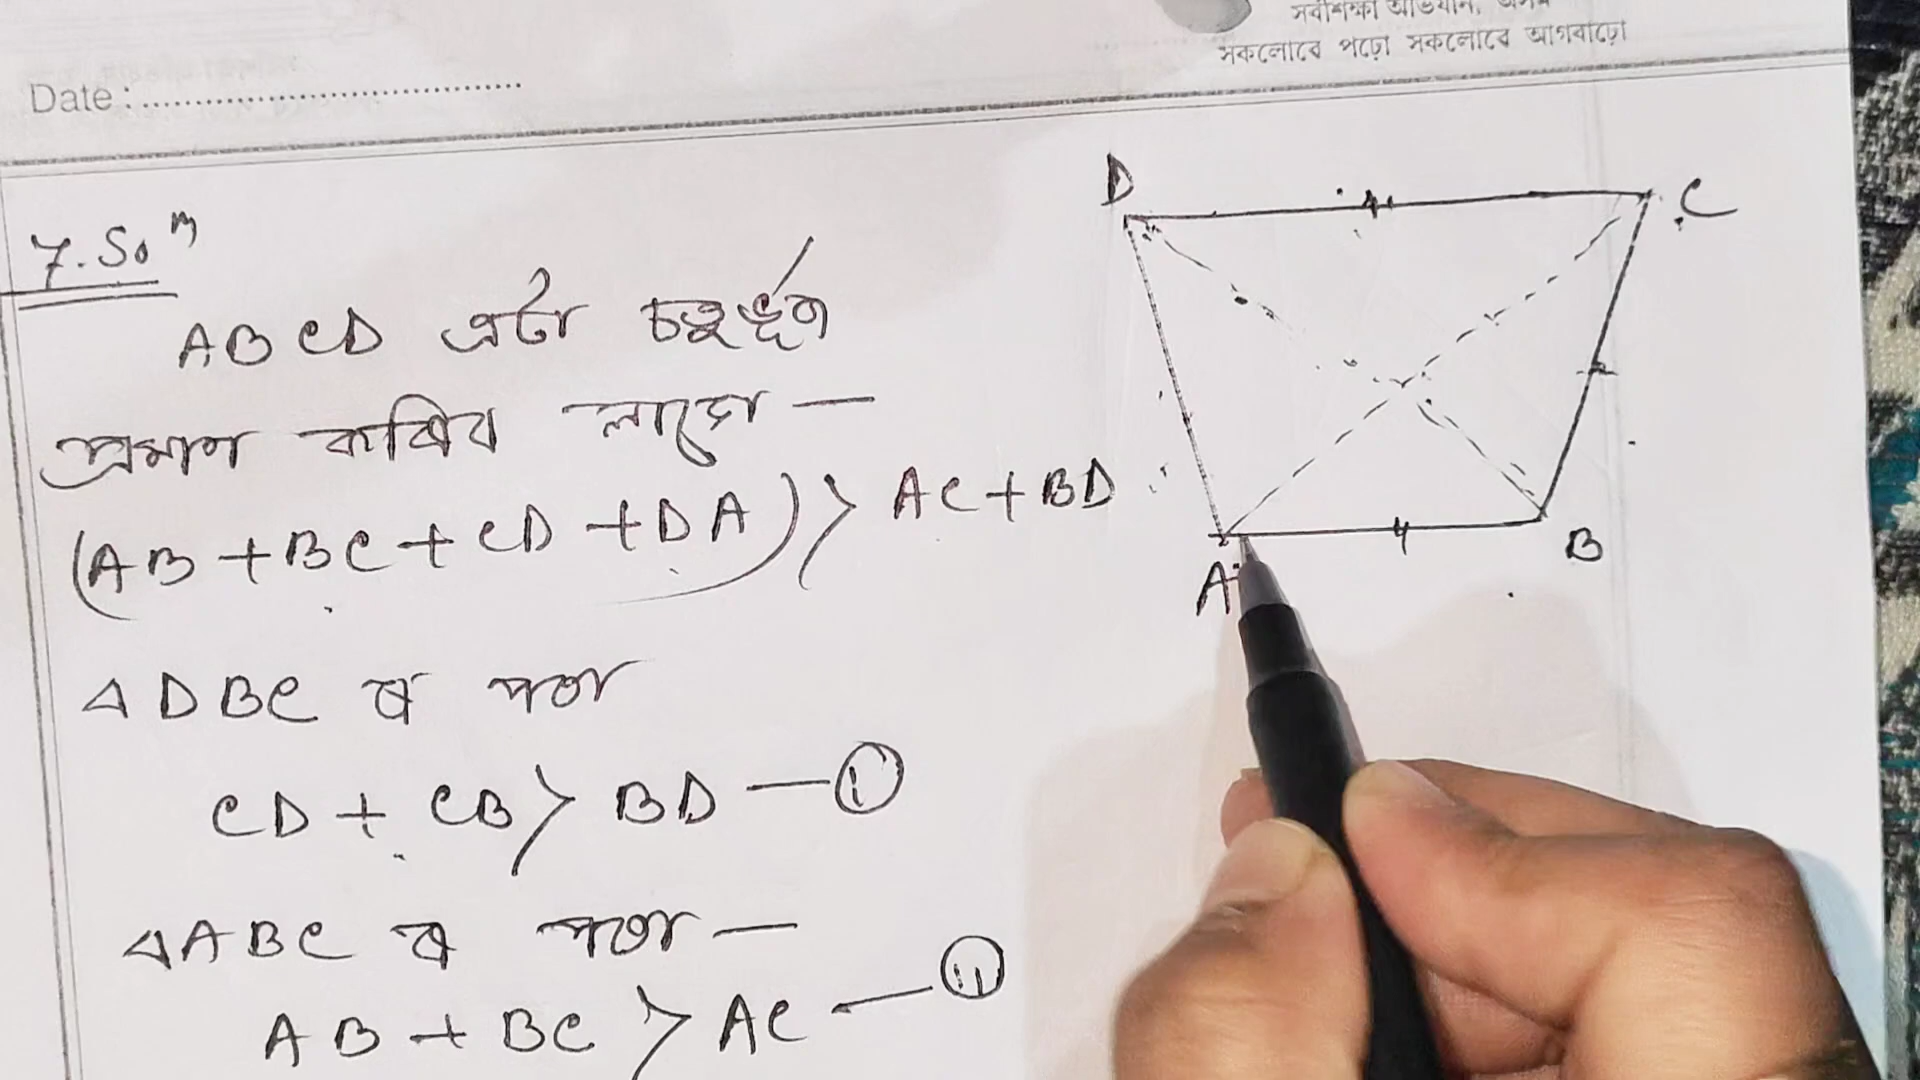 সৰ্বশিক্ষা অভিযান, অসম
সকলোৱে পঢ়ো সকলোৱে আগবাঢ়ো
Date :
7. Soⁿ
ABCD এটা চতুৰ্ভুজ
প্ৰমাণ কৰিব লাগে —
(AB + BC + CD + DA) > AC + BD
△ DBC ৰ পৰা
CD + CB > BD — (i)
△ ABC ৰ পৰা —
AB + BC > AC — (ii)
D
C
A
B